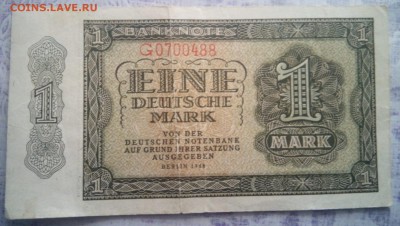 COINS.LAVE.RU
BANKNOTE
G0700488
EINE
DEUTSCHE
MARK
VON DER
DEUTSCHEN NOTENBANK
AUF GRUND IHRER SATZUNG
AUSGEGEBEN
BERLIN 1948
1
1
MARK
1
1
1
1